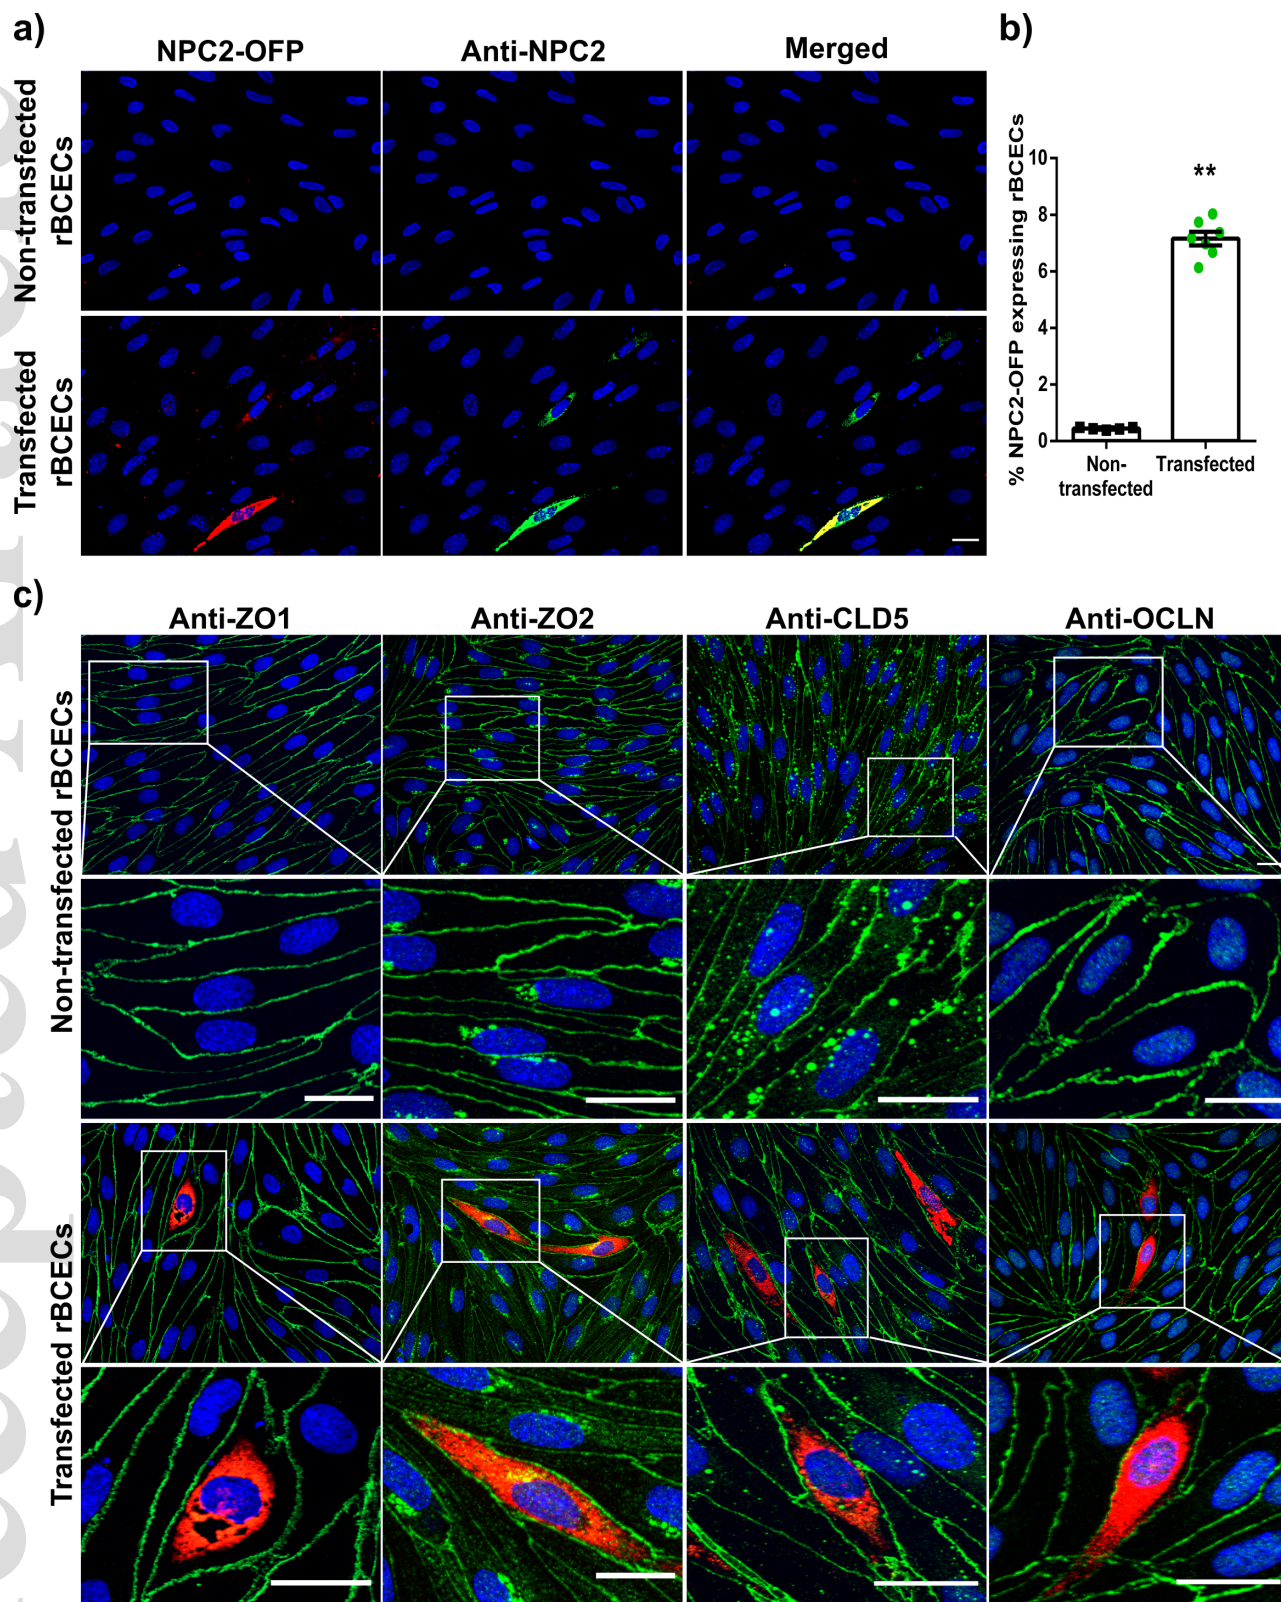 a)
NPC2-OFP
Anti-NPC2
Merged
Non-transfected
rBCECs
Transfected
rBCECs
b)
% NPC2-OFP expressing rBCECs
10
8
6
4
2
0
**
Non-
transfected
Transfected
c)
Anti-ZO1
Anti-ZO2
Anti-CLD5
Anti-OCLN
Non-transfected rBCECs
Transfected rBCECs